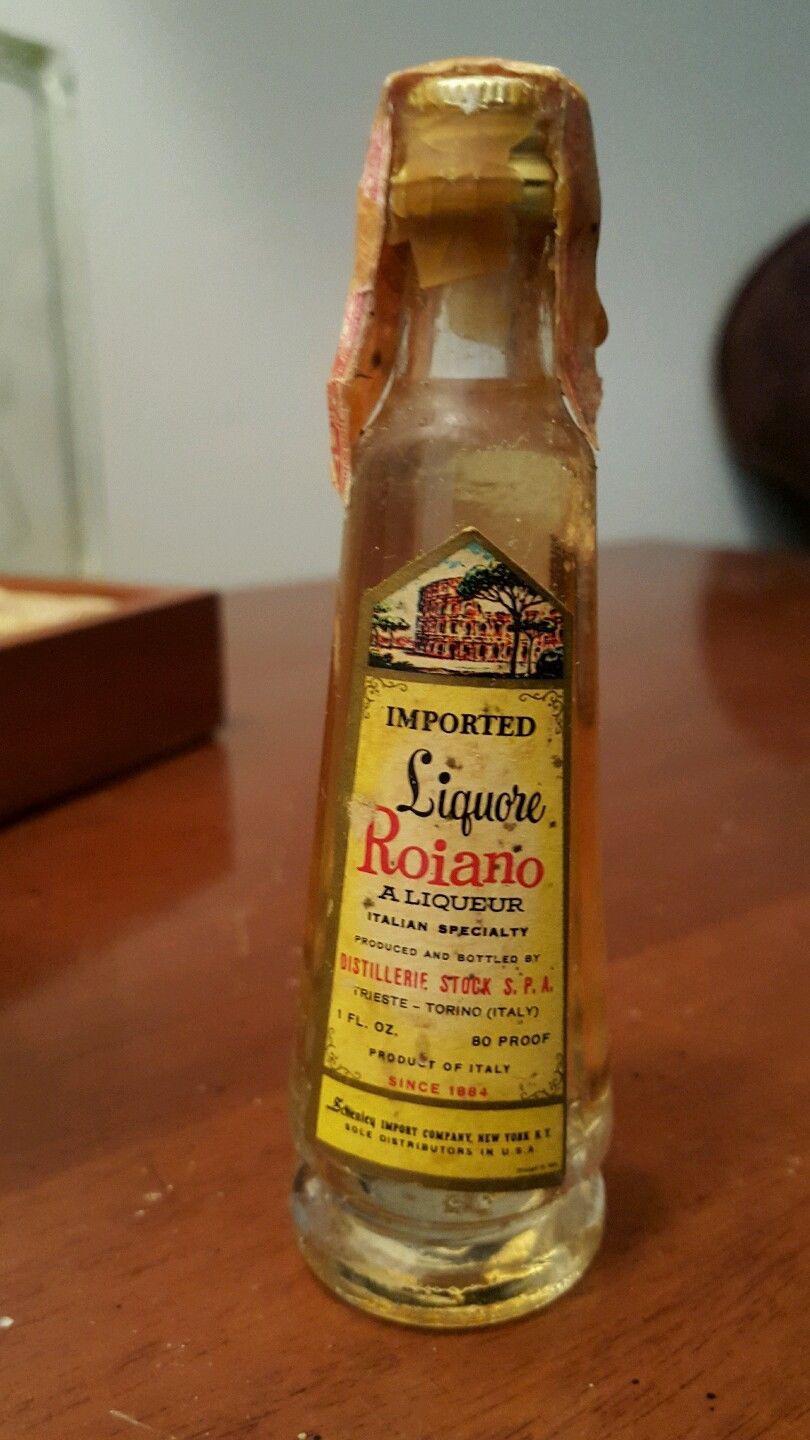 IMPORTED
Liquore
Roiano
A LIQUEUR
ITALIAN SPECIALTY
PRODUCED AND BOTTLED BY
DISTILLERIE STOCK S.P.A.
TRIESTE - TORINO (ITALY)
1 FL. OZ. 80 PROOF
PRODUCT OF ITALY
SINCE 1884
Schenley IMPORT COMPANY, NEW YORK N.Y.
SOLE DISTRIBUTORS IN U.S.A.